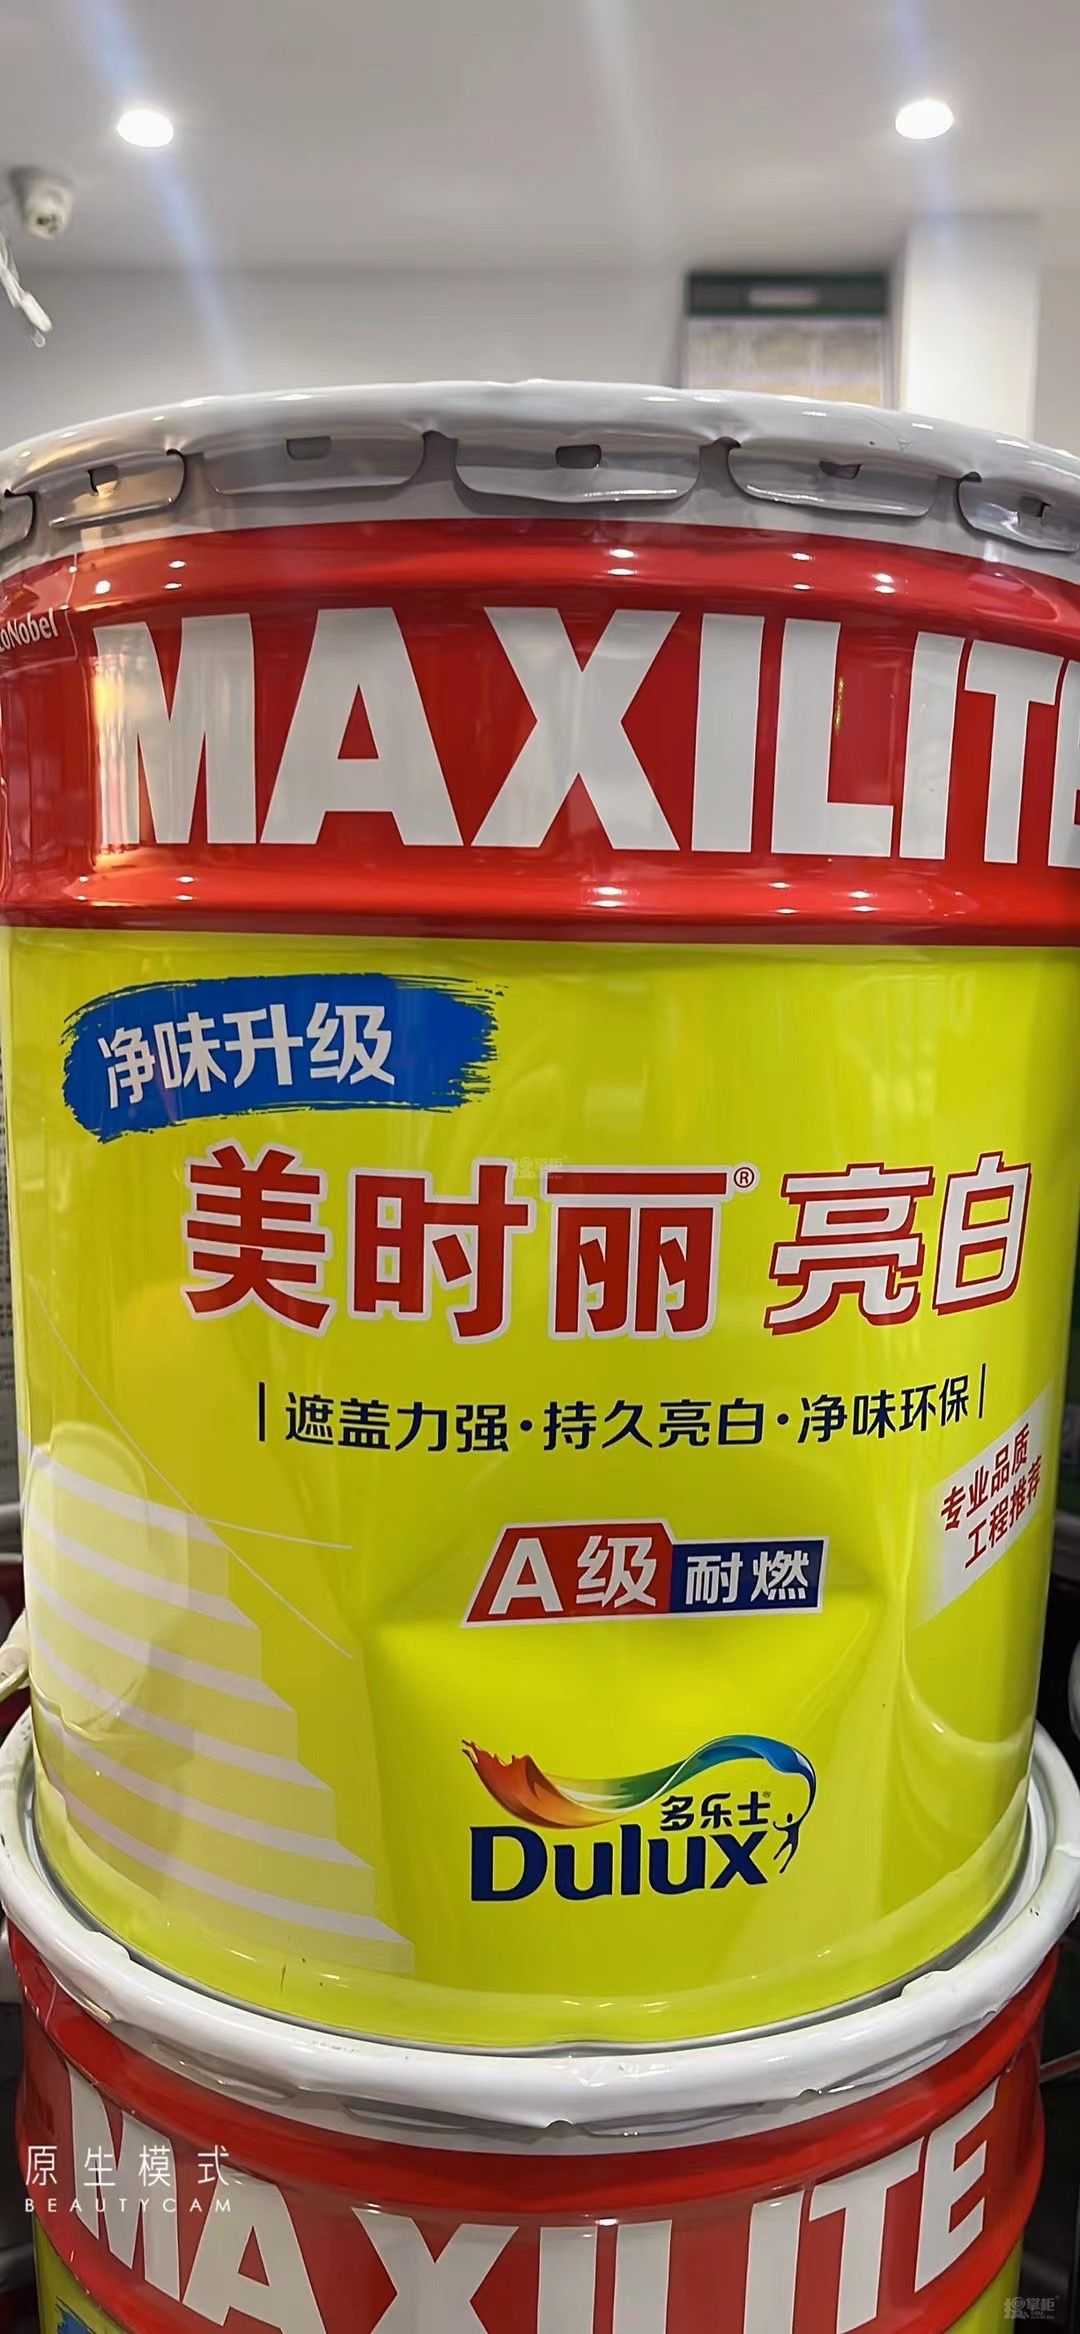 MAXILITE
净味升级
美时丽® 亮白
遮盖力强·持久亮白·净味环保
专业品质
工程推荐
A级 耐燃
多乐士®
Dulux
MAXILITE
原生模式
BEAUTYCAM